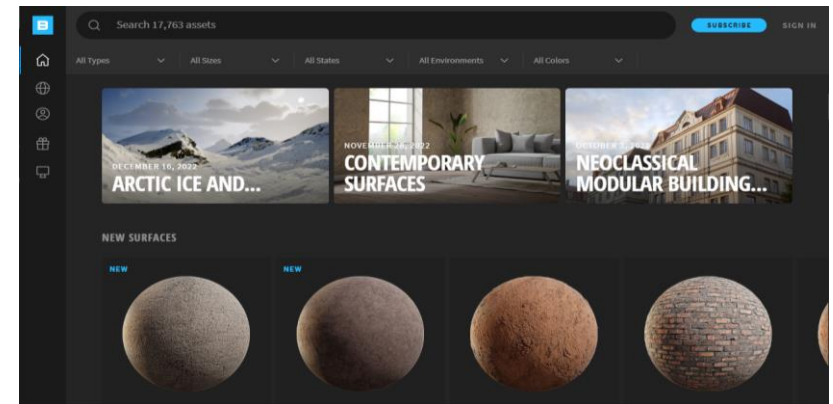 Search 17,763 assets
SUBSCRIBE
SIGN IN
All Types
All Sizes
All States
All Environments
All Colors
DECEMBER 16, 2022
ARCTIC ICE AND...
CONTEMPORARY
SURFACES
NEOCLASSICAL
MODULAR BUILDING...
NEW SURFACES
NEW
NEW